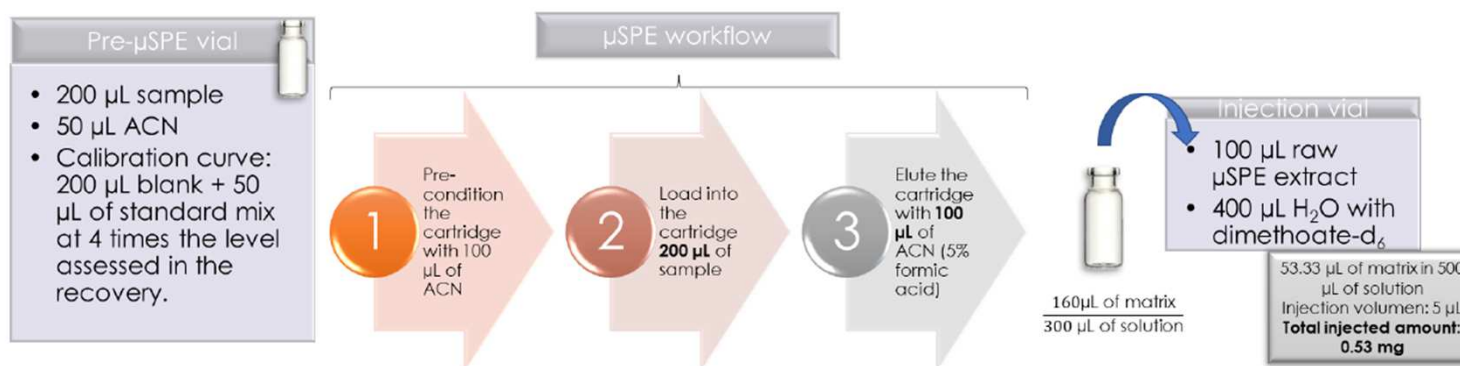 Pre-µSPE vial
• 200 µL sample
• 50 µL ACN
• Calibration curve:
200 µL blank + 50
µL of standard mix
at 4 times the level
assessed in the
recovery.
µSPE workflow
1
Pre-
condition
the
cartridge
with 100
µL of
ACN
2
Load into
the
cartridge
200 µL of
sample
3
Elute the
cartridge
with 100
µL of
ACN (5%
formic
acid)
160µL of matrix
300 µL of solution
Injection vial
• 100 µL raw
µSPE extract
• 400 µL H₂O with
dimethoate-d₆
53.33 µL of matrix in 500
µL of solution
Injection volumen: 5 µL
Total injected amount:
0.53 mg